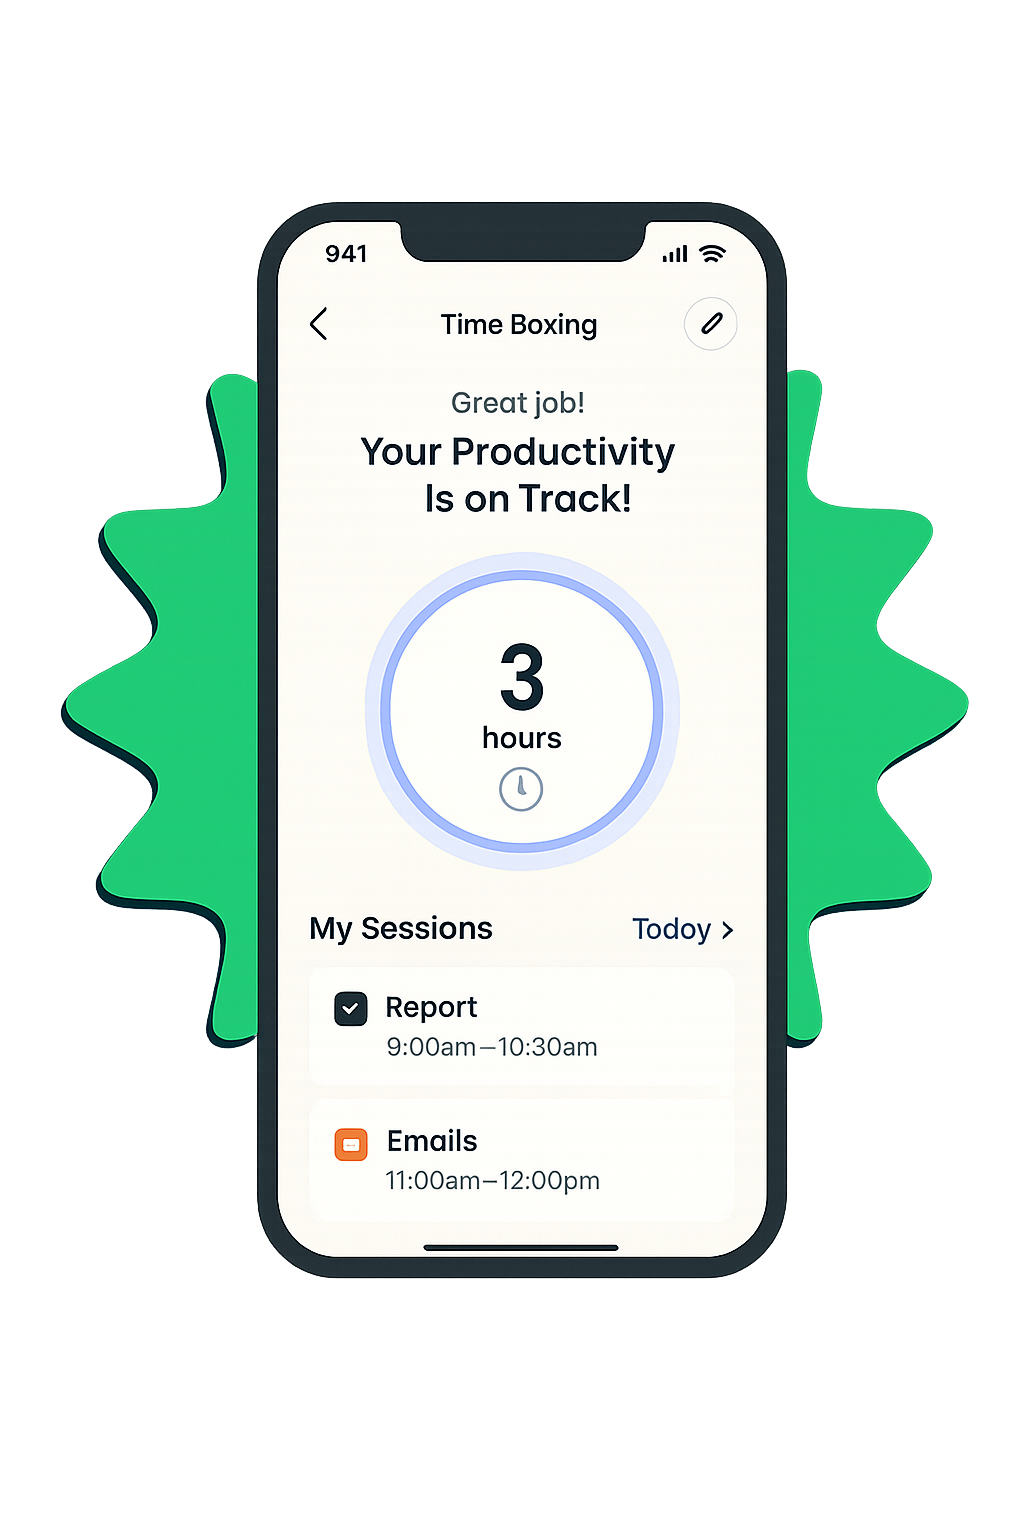 941
Time Boxing
Great job!
Your Productivity
Is on Track!
3
hours
My Sessions
Todoy
Report
9:00am–10:30am
Emails
11:00am–12:00pm